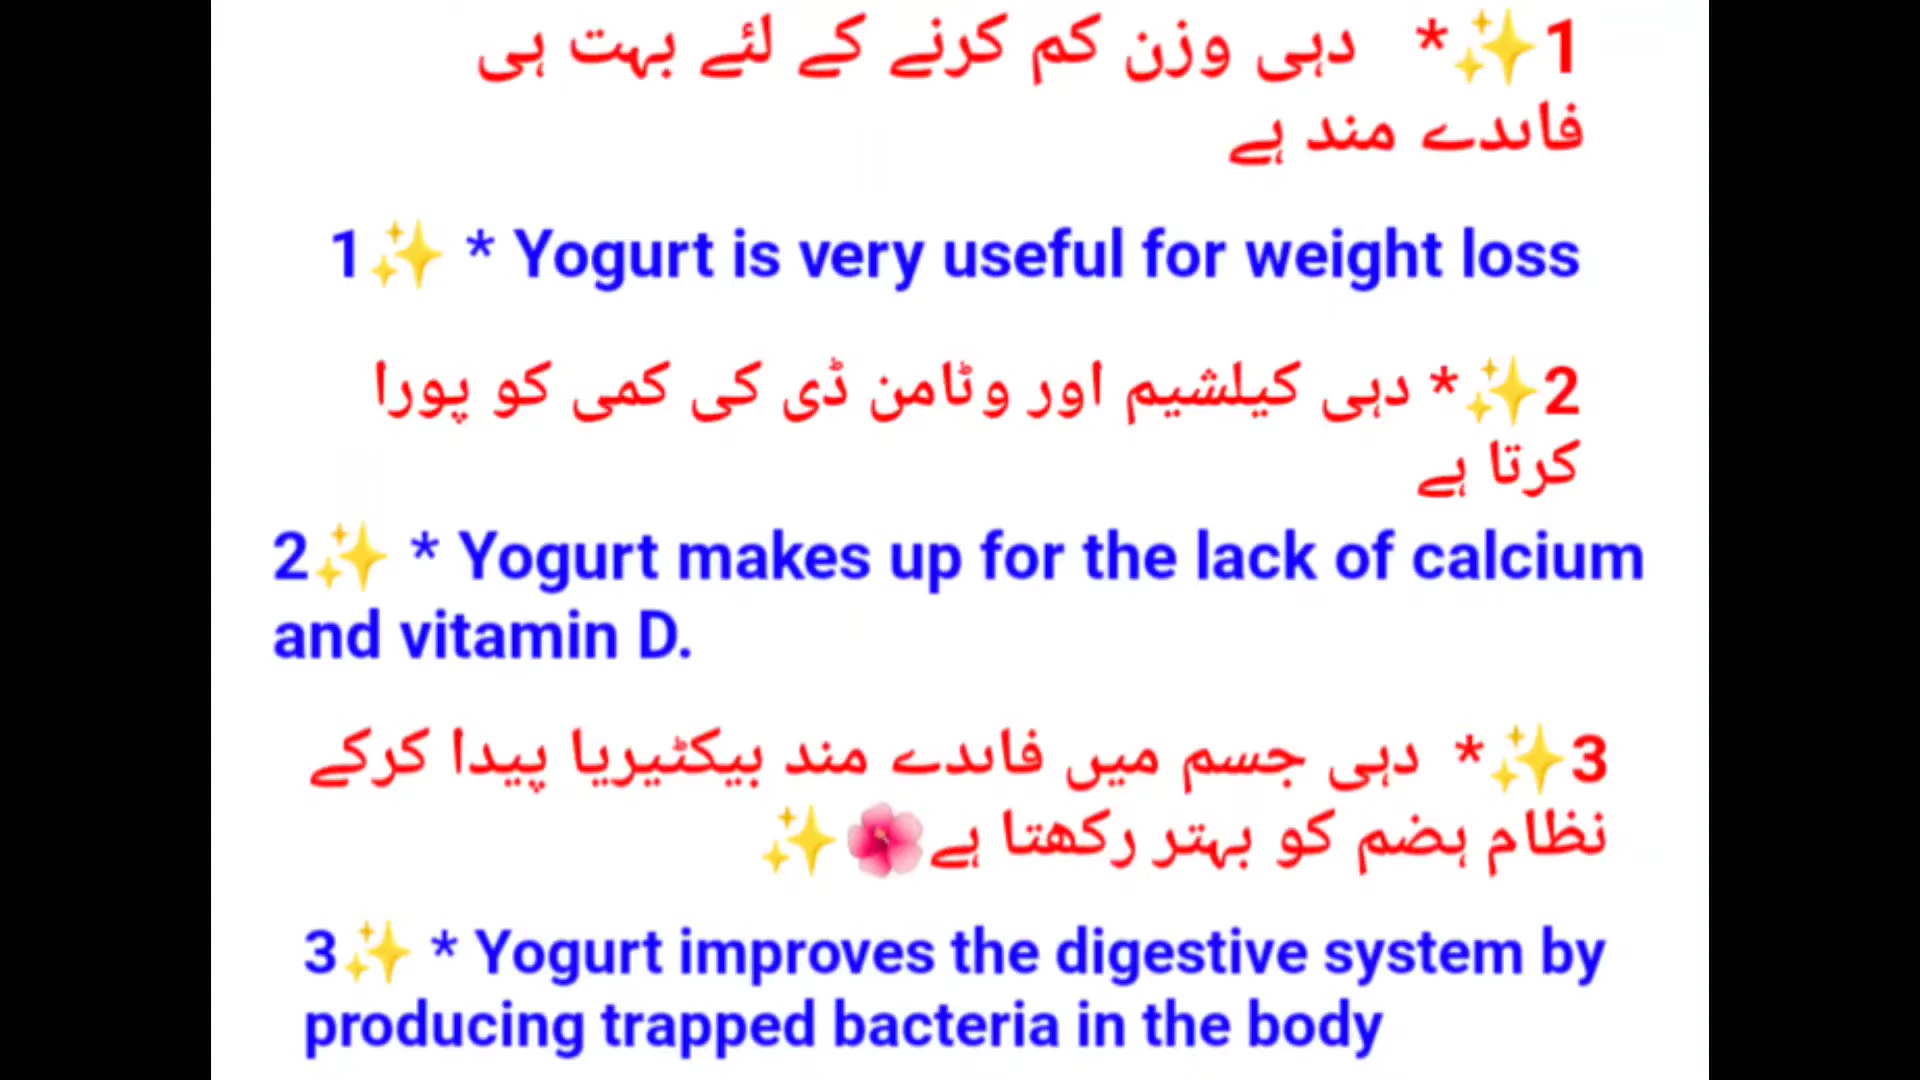 1✨* دہی وزن کم کرنے کے لئے بہت ہی
فاںدے مند ہے
1✨ * Yogurt is very useful for weight loss
2✨* دہی کیلشیم اور وٹامن ڈی کی کمی کو پورا
کرتا ہے
2✨ * Yogurt makes up for the lack of calcium
and vitamin D.
3✨* دہی جسم میں فاںدے مند بیکٹیریا پیدا کرکے
نظام ہضم کو بہتر رکھتا ہے🌺✨
3✨ * Yogurt improves the digestive system by
producing trapped bacteria in the body